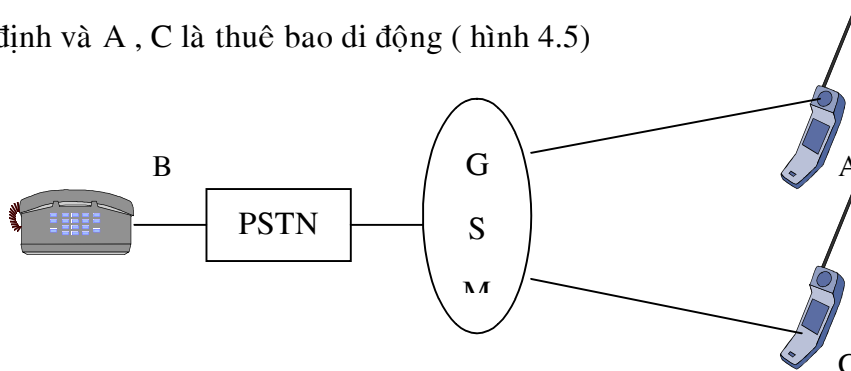 định và A , C là thuê bao di động ( hình 4.5)
B
PSTN
G
S
M
A
C